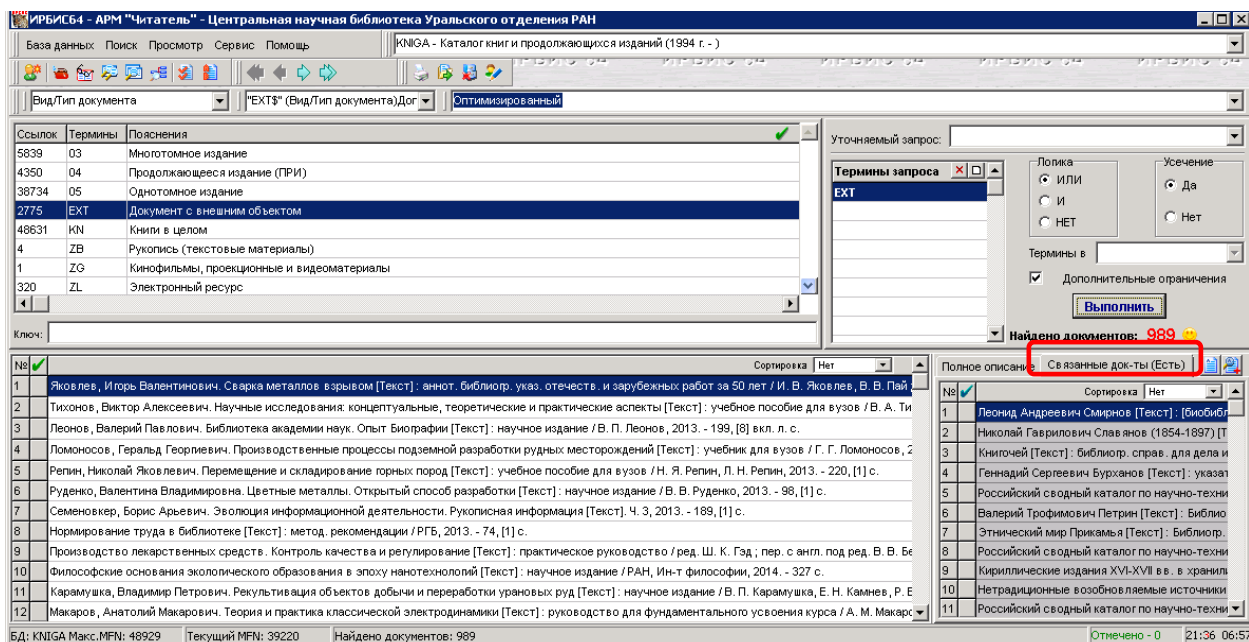 ИРБИС64 - АРМ "Читатель" - Центральная научная библиотека Уральского отделения РАН
База данных Поиск Просмотр Сервис Помощь
KNIGA - Каталог книг и продолжающихся изданий (1994 г. - )
Вид/Тип документа
"EXT$" (Вид/Тип документа)Дог
Оптимизированный
Ссылок Термины Пояснения
5839 03 Многотомное издание
4350 04 Продолжающееся издание (ПРИ)
38734 05 Однотомное издание
2775 EXT Документ с внешним объектом
48631 KN Книги в целом
4 ZB Рукопись (текстовые материалы)
1 ZG Кинофильмы, проекционные и видеоматериалы
320 ZL Электронный ресурс
Ключ:
Уточняемый запрос:
Термины запроса
EXT
Логика
ИЛИ
И
НЕТ
Усечение
Да
Нет
Термины в
Дополнительные ограничения
Выполнить
Найдено документов: 989
№ Сортировка Нет
1 Яковлев, Игорь Валентинович. Сварка металлов взрывом [Текст] : аннот. библиогр. указ. отечеств. и зарубежных работ за 50 лет / И. В. Яковлев, В. В. Пай
2 Тихонов, Виктор Алексеевич. Научные исследования: концептуальные, теоретические и практические аспекты [Текст] : учебное пособие для вузов / В. А. Ти
3 Леонов, Валерий Павлович. Библиотека академии наук. Опыт Биографии [Текст] : научное издание / В. П. Леонов, 2013. - 199, [8] вкл. л. с.
4 Ломоносов, Геральд Георгиевич. Производственные процессы подземной разработки рудных месторождений [Текст] : учебник для вузов / Г. Г. Ломоносов, 2
5 Репин, Николай Яковлевич. Перемещение и складирование горных пород [Текст] : учебное пособие для вузов / Н. Я. Репин, Л. Н. Репин, 2013. - 220, [1] с.
6 Руденко, Валентина Владимировна. Цветные металлы. Открытый способ разработки [Текст] : научное издание / В. В. Руденко, 2013. - 98, [1] с.
7 Семеновкер, Борис Арьевич. Эволюция информационной деятельности. Рукописная информация [Текст]. Ч. 3, 2013. - 189, [1] с.
8 Нормирование труда в библиотеке [Текст] : метод. рекомендации / РГБ, 2013. - 74, [1] с.
9 Производство лекарственных средств. Контроль качества и регулирование [Текст] : практическое руководство / ред. Ш. К. Гэд ; пер. с англ. под ред. В. В. Бе
10 Философские основания экологического образования в эпоху нанотехнологий [Текст] : научное издание / РАН, Ин-т философии, 2014. - 327 с.
11 Карамушка, Владимир Петрович. Рекультивация объектов добычи и переработки урановых руд [Текст] : научное издание / В. П. Карамушка, Е. Н. Камнев, Р. Е
12 Макаров, Анатолий Макарович. Теория и практика классической электродинамики [Текст] : руководство для фундаментального усвоения курса / А. М. Макарс
Полное описание Связанные док-ты (Есть)
№ Сортировка Нет
1 Леонид Андреевич Смирнов [Текст] : [биобибл
2 Николай Гаврилович Славянов (1854-1897) [Т
3 Книгочей [Текст] : библиогр. справ. для дела и
4 Геннадий Сергеевич Бурханов [Текст] : указат
5 Российский сводный каталог по научно-техни
6 Валерий Трофимович Петрин [Текст] : Библио
7 Этнический мир Прикамья [Текст] : Библиогр.
8 Российский сводный каталог по научно-техни
9 Кириллические издания XVI-XVII вв. в хранили
10 Нетрадиционные возобновляемые источники
11 Российский сводный каталог по научно-техни
БД: KNIGA Макс.MFN: 48929 Текущий MFN: 39220 Найдено документов: 989 Отмечено - 0 21:36 06:57